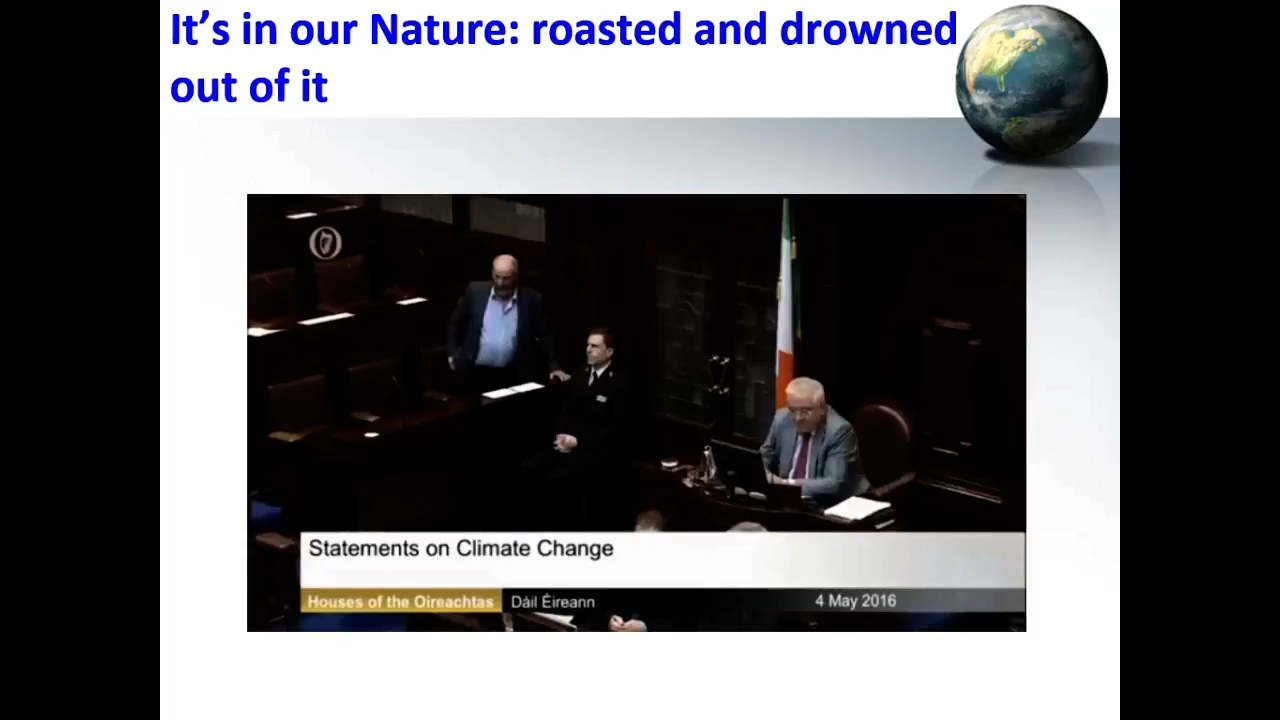 It’s in our Nature: roasted and drowned
out of it
Statements on Climate Change
Houses of the Oireachtas Dáil Éireann 4 May 2016